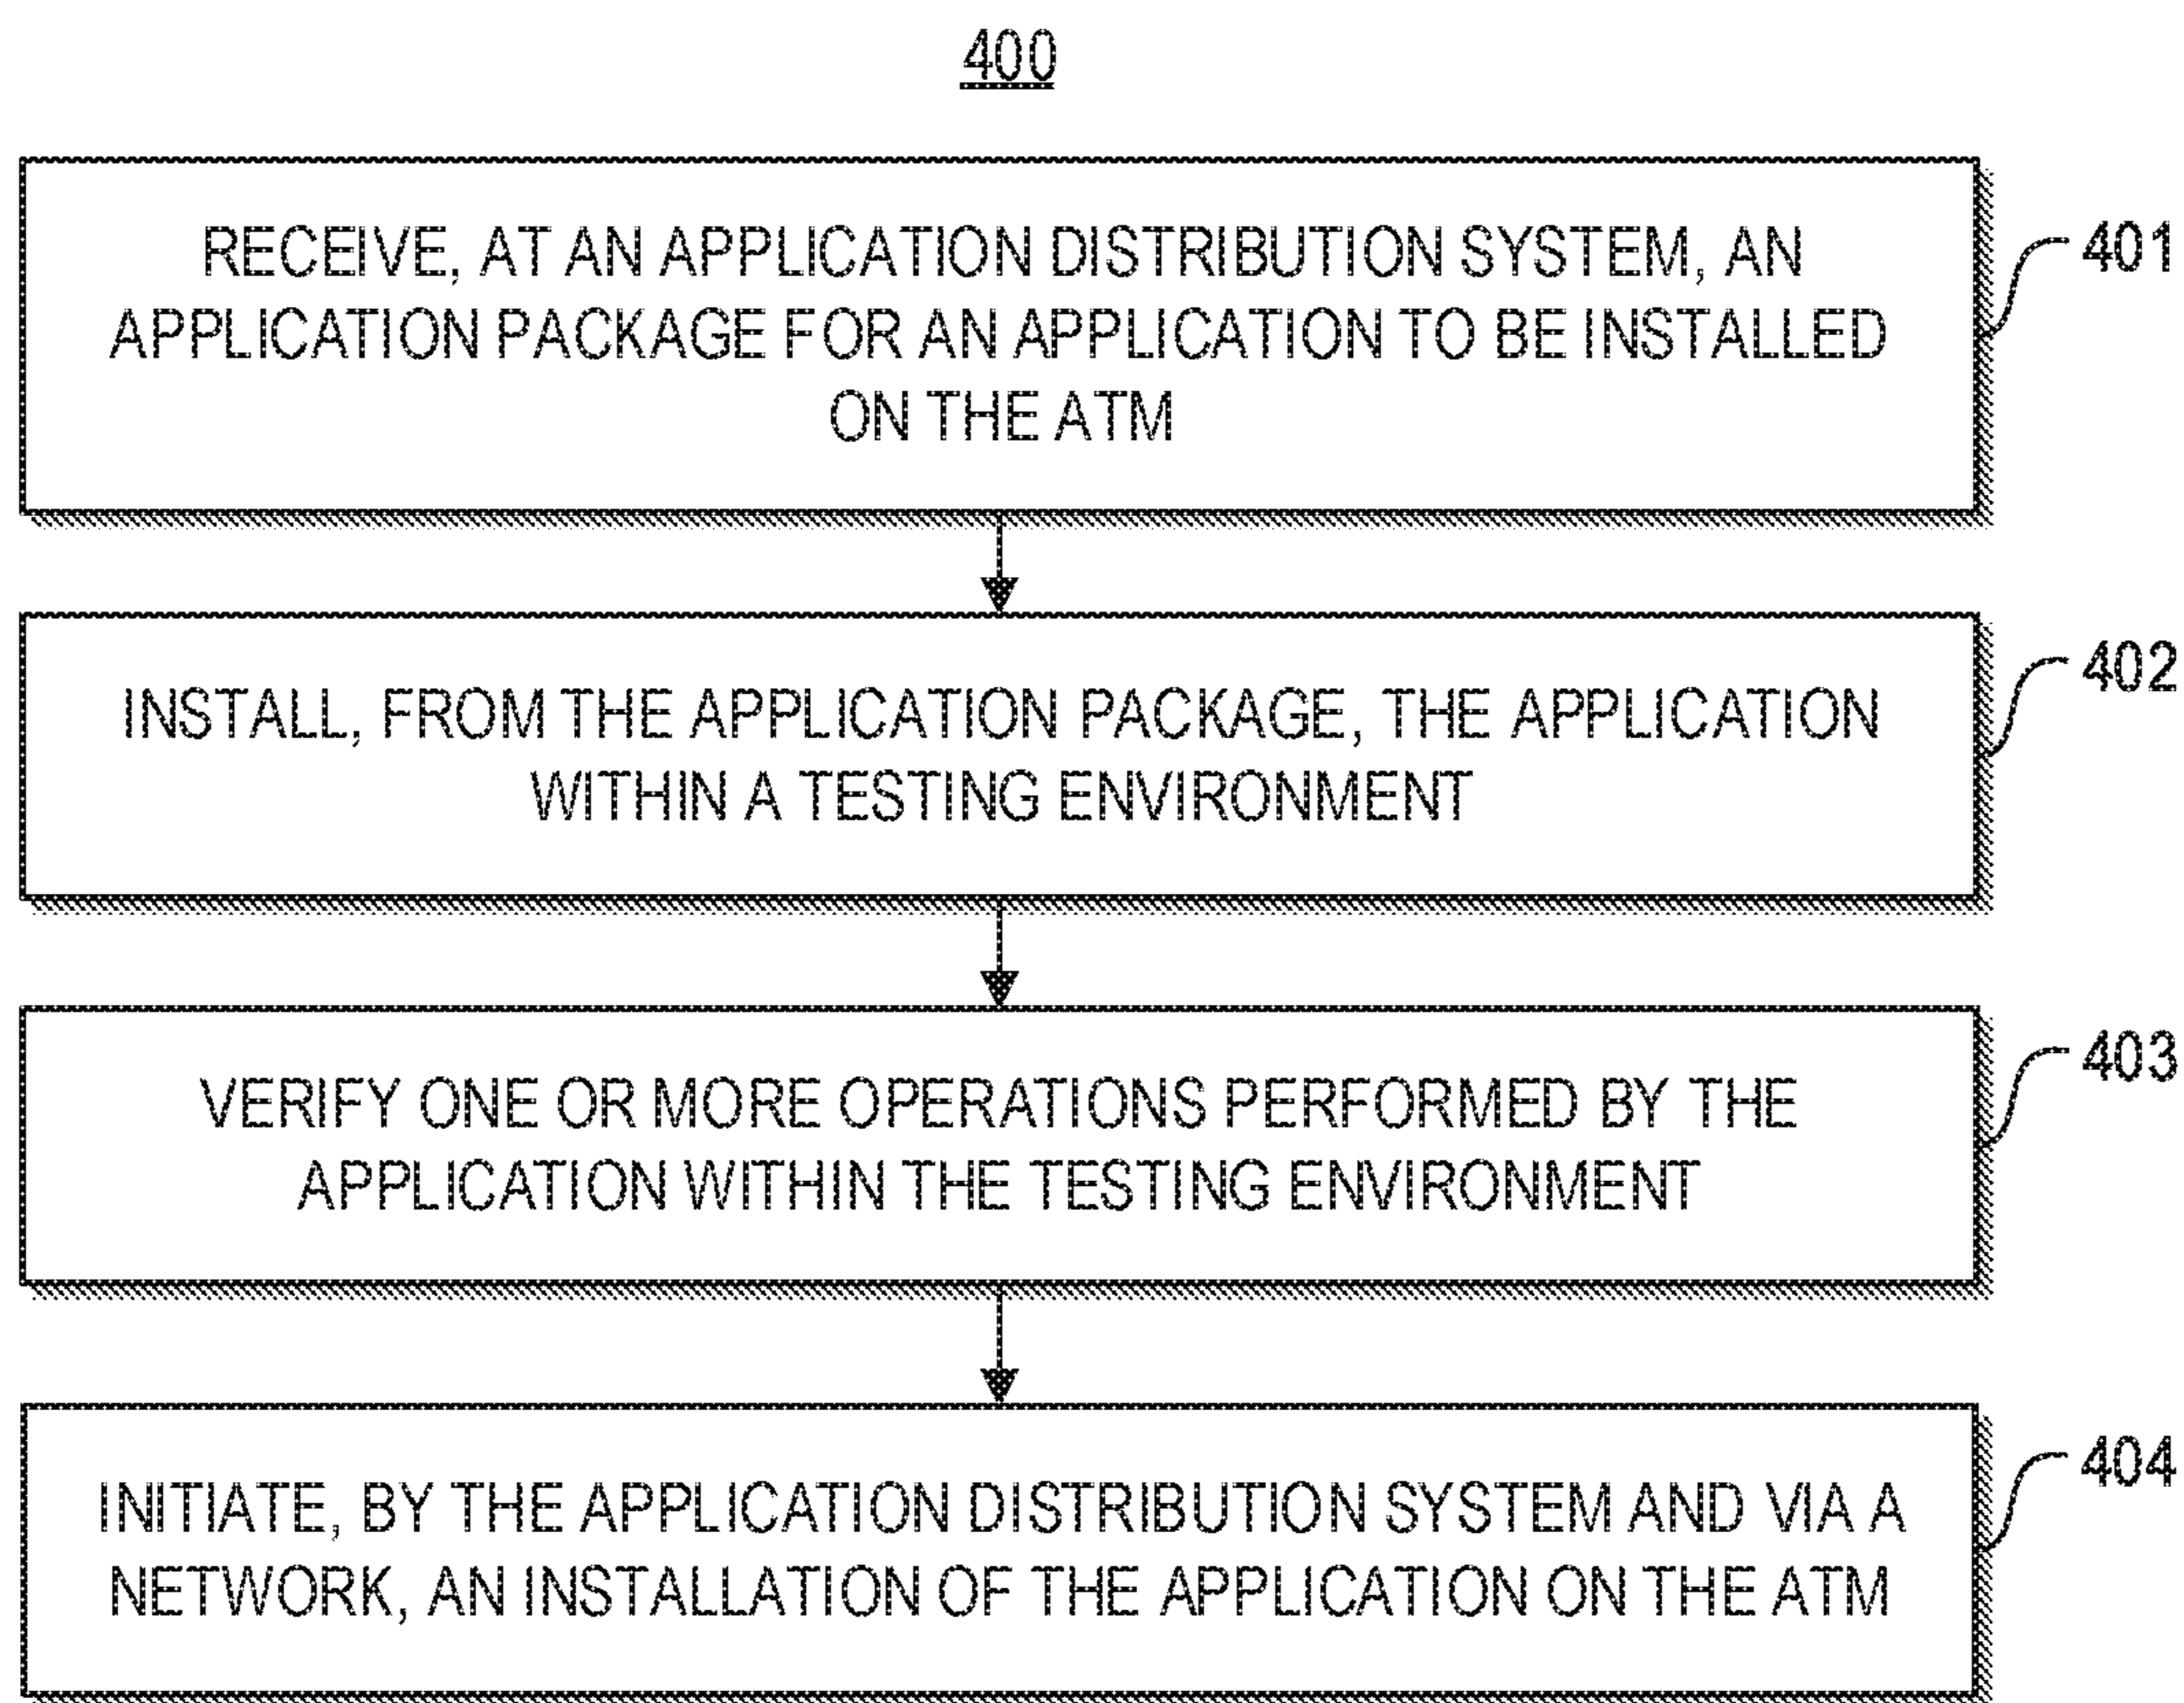 400
RECEIVE, AT AN APPLICATION DISTRIBUTION SYSTEM, AN
APPLICATION PACKAGE FOR AN APPLICATION TO BE INSTALLED
ON THE ATM
401
INSTALL, FROM THE APPLICATION PACKAGE, THE APPLICATION
WITHIN A TESTING ENVIRONMENT
402
VERIFY ONE OR MORE OPERATIONS PERFORMED BY THE
APPLICATION WITHIN THE TESTING ENVIRONMENT
403
INITIATE, BY THE APPLICATION DISTRIBUTION SYSTEM AND VIA A
NETWORK, AN INSTALLATION OF THE APPLICATION ON THE ATM
404